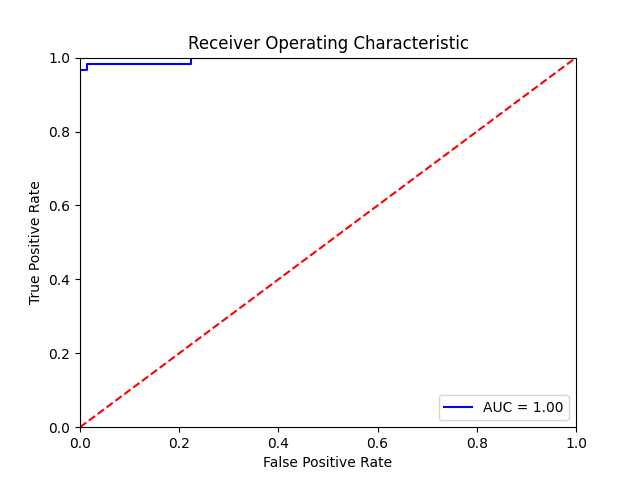 Receiver Operating Characteristic
1.0
0.8
0.6
0.4
0.2
0.0
True Positive Rate
AUC = 1.00
0.0 0.2 0.4 0.6 0.8 1.0
False Positive Rate